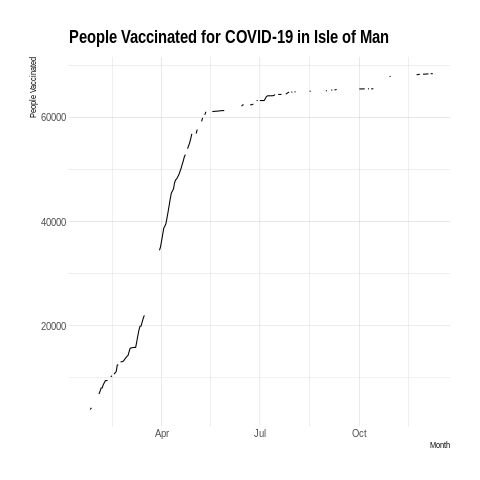 People Vaccinated for COVID-19 in Isle of Man
People Vaccinated
60000
40000
20000
Apr
Jul
Oct
Month